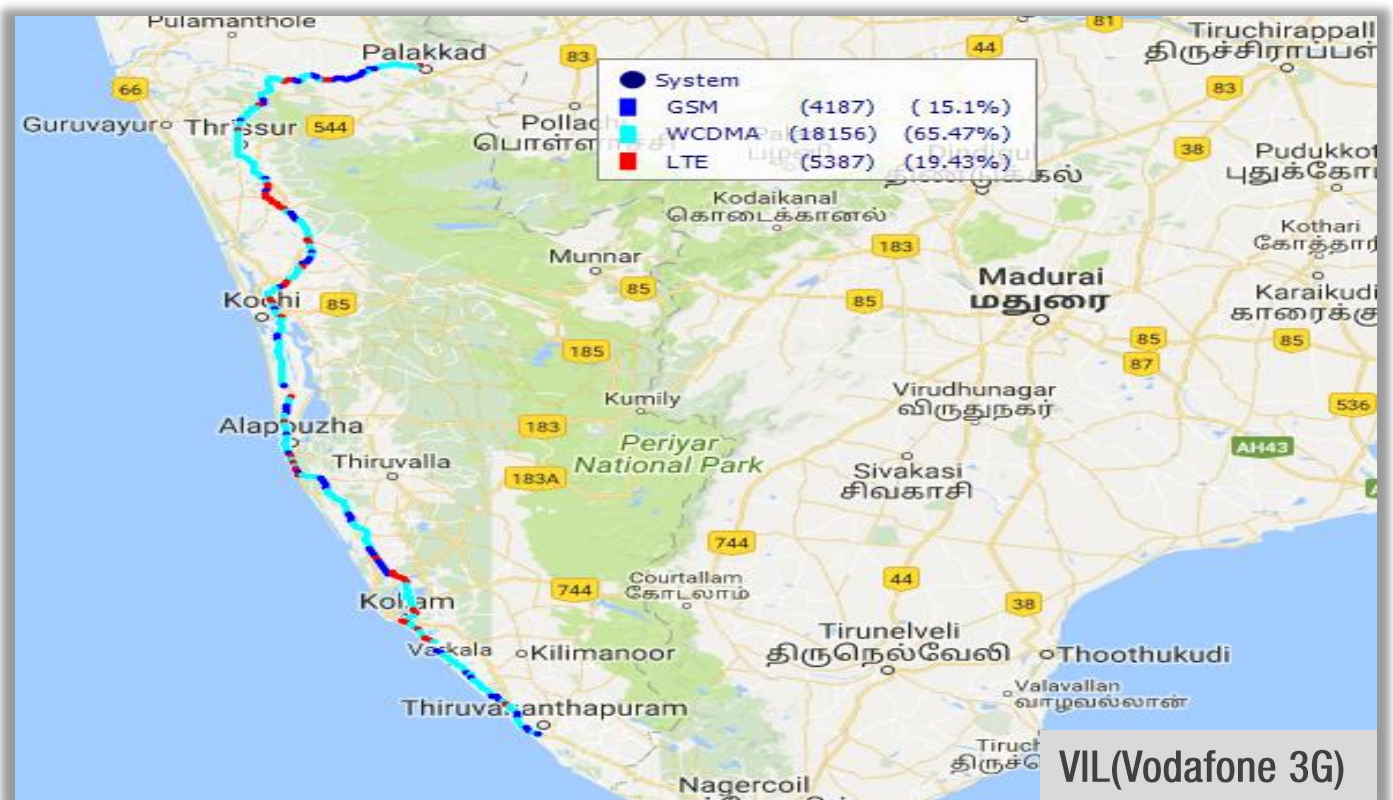 Pulamanthole
Palakkad
83
44
81
Tiruchirappall
திருச்சிராப்பள்
66
83
System
GSM (4187) ( 15.1%)
WCDMA (18156) (65.47%)
LTE (5387) (19.43%)
Guruvayur
Thrissur
544
Pollach
பொள்ளாச்சி
38
Pudukkot
புதுக்கோ
Kodaikanal
கொடைக்கானல்
Kothari
கோத்தார்
183
Munnar
85
Madurai
மதுரை
Kochi
85
85
Karaikudi
காரைக்கு
185
85
85
87
Kumily
Virudhunagar
விருதுநகர்
536
Alappuzha
183
Periyar
National Park
AH43
Thiruvalla
183A
Sivakasi
சிவகாசி
744
Courtallam
கோடலாம்
744
44
38
Kollam
Varkala
Kilimanoor
Tirunelveli
திருநெல்வேலி
Thoothukudi
Valavallan
வாழவல்லான்
Thiruvananthapuram
Tiruch
திருச்செ
VIL(Vodafone 3G)
Nagercoil